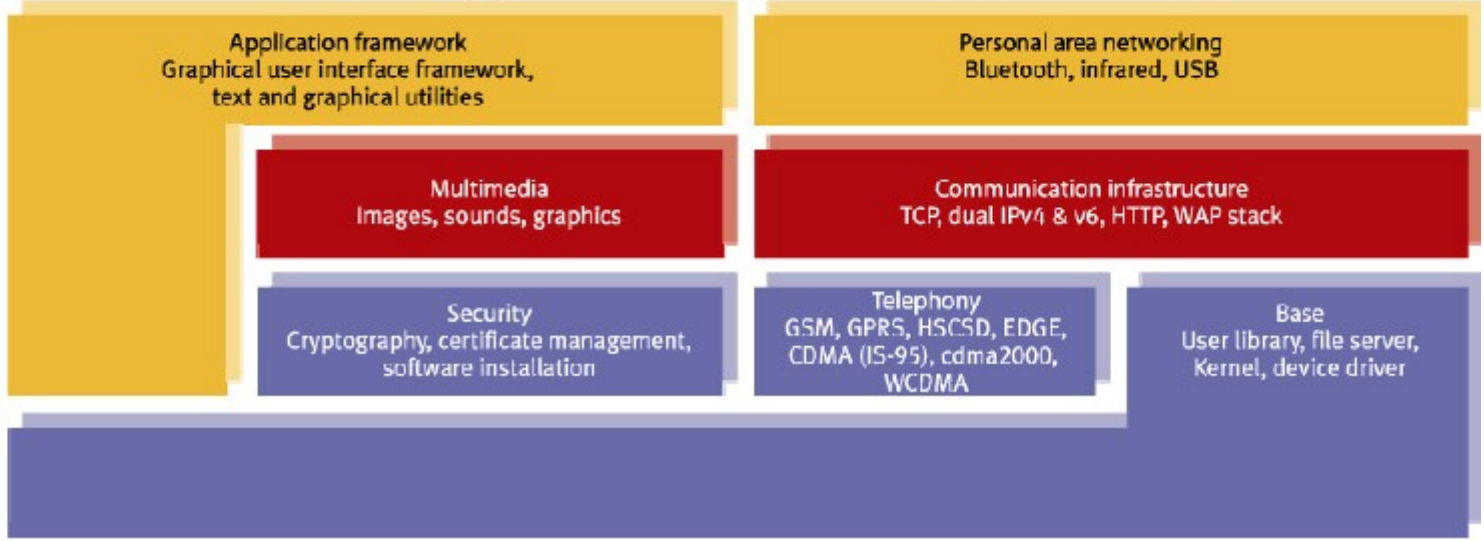 Application framework
Graphical user interface framework,
text and graphical utilities
Personal area networking
Bluetooth, infrared, USB
Multimedia
Images, sounds, graphics
Communication infrastructure
TCP, dual IPv4 & v6, HTTP, WAP stack
Security
Cryptography, certificate management,
software installation
Telephony
GSM, GPRS, HSCSD, EDGE,
CDMA (IS-95), cdma2000,
WCDMA
Base
User library, file server,
Kernel, device driver